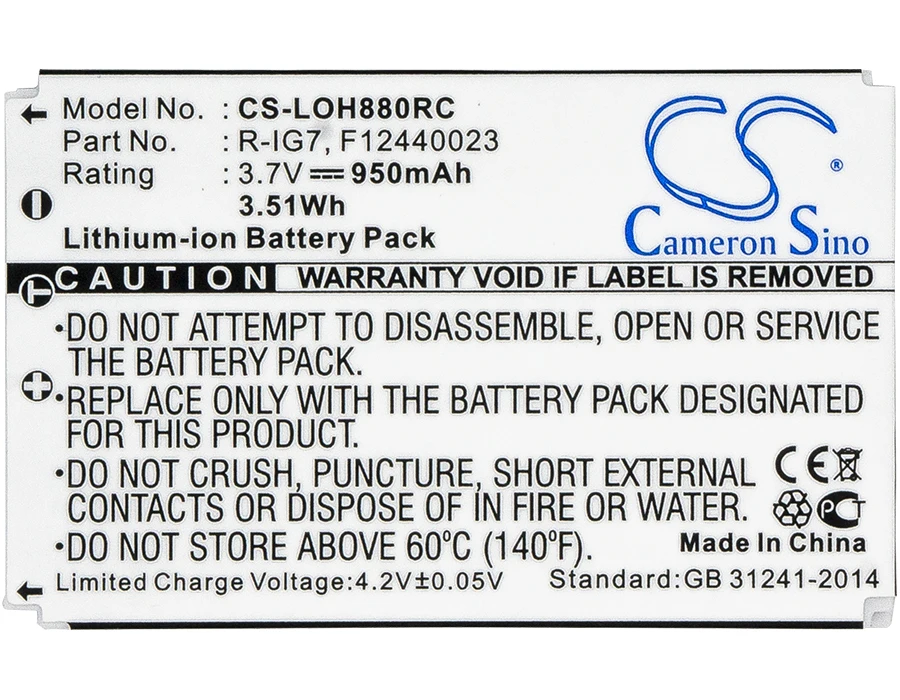 Model No. : CS-LOH880RC
Part No. : R-IG7, F12440023
Rating : 3.7V 950mAh
3.51Wh
Lithium-ion Battery Pack
CS ®
Cameron Sino
CAUTION WARRANTY VOID IF LABEL IS REMOVED
•DO NOT ATTEMPT TO DISASSEMBLE, OPEN OR SERVICE
THE BATTERY PACK.
•REPLACE ONLY WITH THE BATTERY PACK DESIGNATED
FOR THIS PRODUCT.
•DO NOT CRUSH, PUNCTURE, SHORT EXTERNAL
CONTACTS OR DISPOSE OF IN FIRE OR WATER.
•DO NOT STORE ABOVE 60°C (140°F).
CE
PCT
Made In China
Limited Charge Voltage:4.2V±0.05V Standard:GB 31241-2014